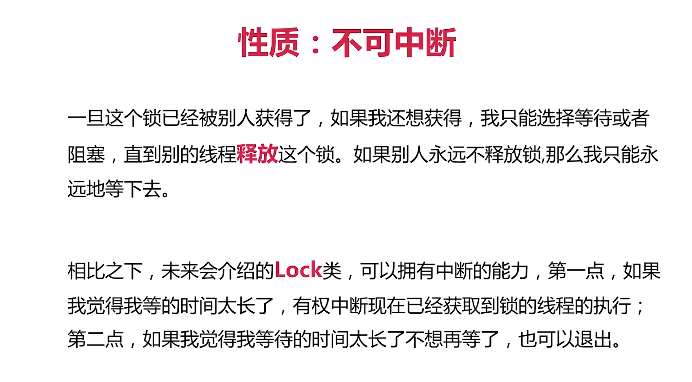 性质：不可中断
一旦这个锁已经被别人获得了，如果我还想获得，我只能选择等待或者
阻塞，直到别的线程释放这个锁。如果别人永远不释放锁,那么我只能永
远地等下去。
相比之下，未来会介绍的Lock类，可以拥有中断的能力，第一点，如果
我觉得我等的时间太长了，有权中断现在已经获取到锁的线程的执行；
第二点，如果我觉得我等待的时间太长了不想再等了，也可以退出。